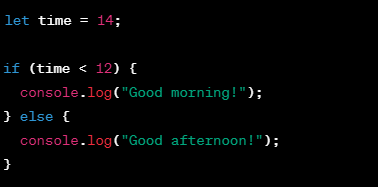 let time = 14;

if (time < 12) {
  console.log("Good morning!");
} else {
  console.log("Good afternoon!");
}